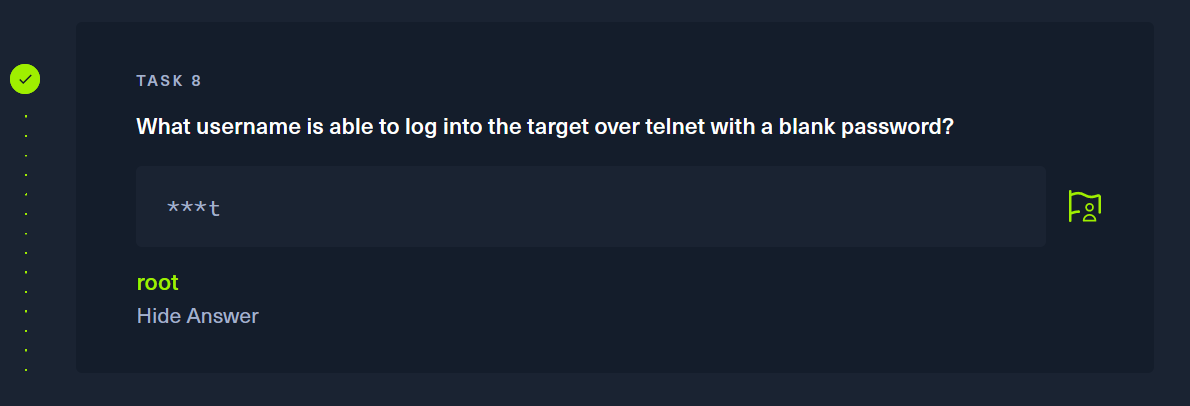 TASK 8
What username is able to log into the target over telnet with a blank password?
***t
root
Hide Answer